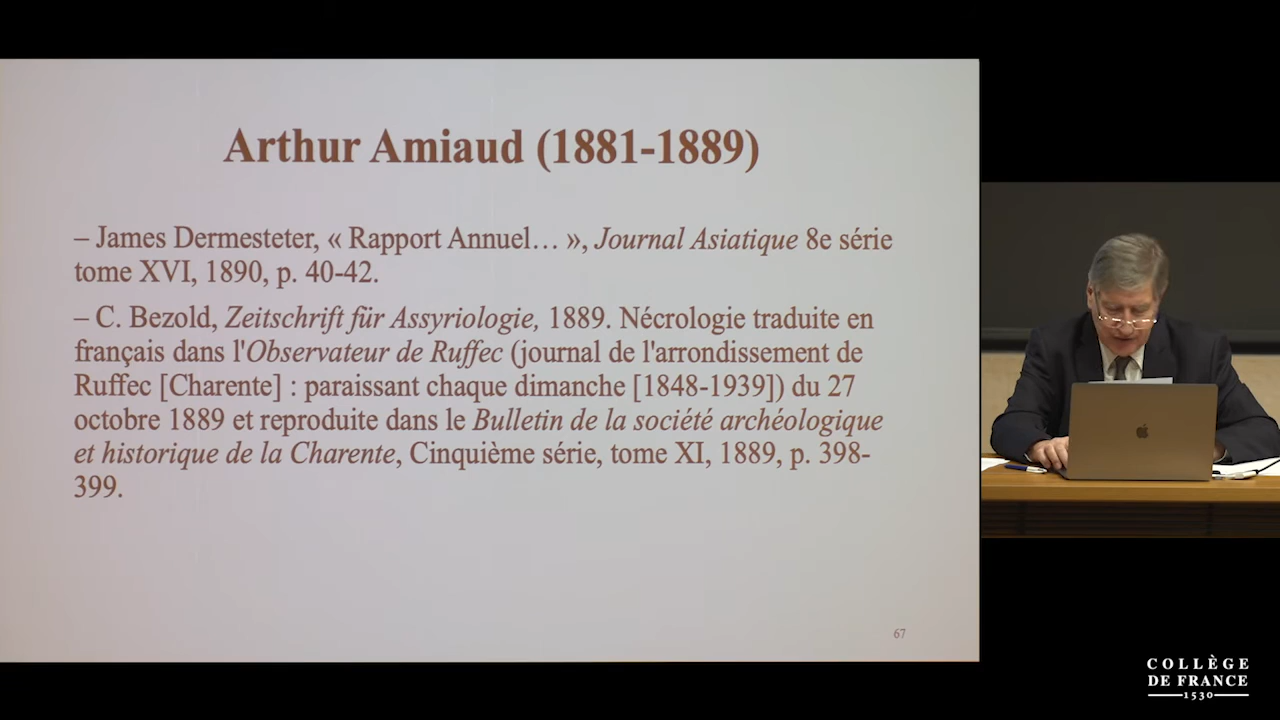 Arthur Amiaud (1881-1889)
– James Dermesteter, « Rapport Annuel… », Journal Asiatique 8e série
tome XVI, 1890, p. 40-42.
– C. Bezold, Zeitschrift für Assyriologie, 1889. Nécrologie traduite en
français dans l'Observateur de Ruffec (journal de l'arrondissement de
Ruffec [Charente] : paraissant chaque dimanche [1848-1939]) du 27
octobre 1889 et reproduite dans le Bulletin de la société archéologique
et historique de la Charente, Cinquième série, tome XI, 1889, p. 398-
399.
67
COLLÈGE
DE FRANCE
1530